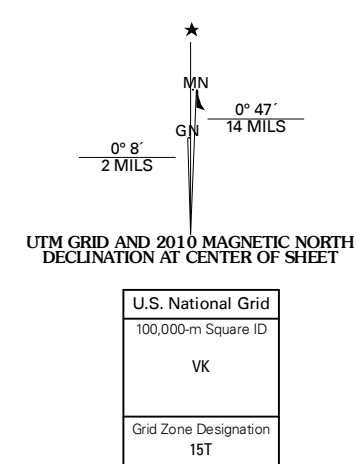 MN
0° 47´
14 MILS
GN
0° 8´
2 MILS
UTM GRID AND 2010 MAGNETIC NORTH
DECLINATION AT CENTER OF SHEET
U.S. National Grid
100,000-m Square ID
VK
Grid Zone Designation
15T